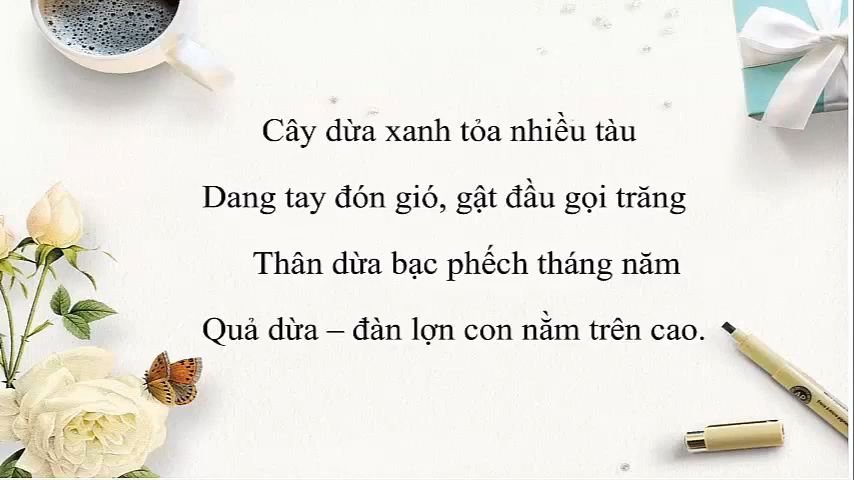 Cây dừa xanh tỏa nhiều tàu
Dang tay đón gió, gật đầu gọi trăng
Thân dừa bạc phếch tháng năm
Quả dừa – đàn lợn con nằm trên cao.